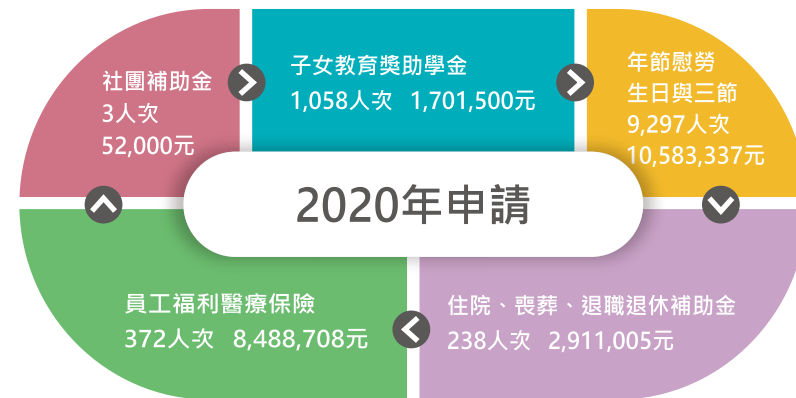 社團補助金
3人次
52,000元
子女教育獎助學金
1,058人次 1,701,500元
年節慰勞
生日與三節
9,297人次
10,583,337元
2020年申請
員工福利醫療保險
372人次 8,488,708元
住院、喪葬、退職退休補助金
238人次 2,911,005元